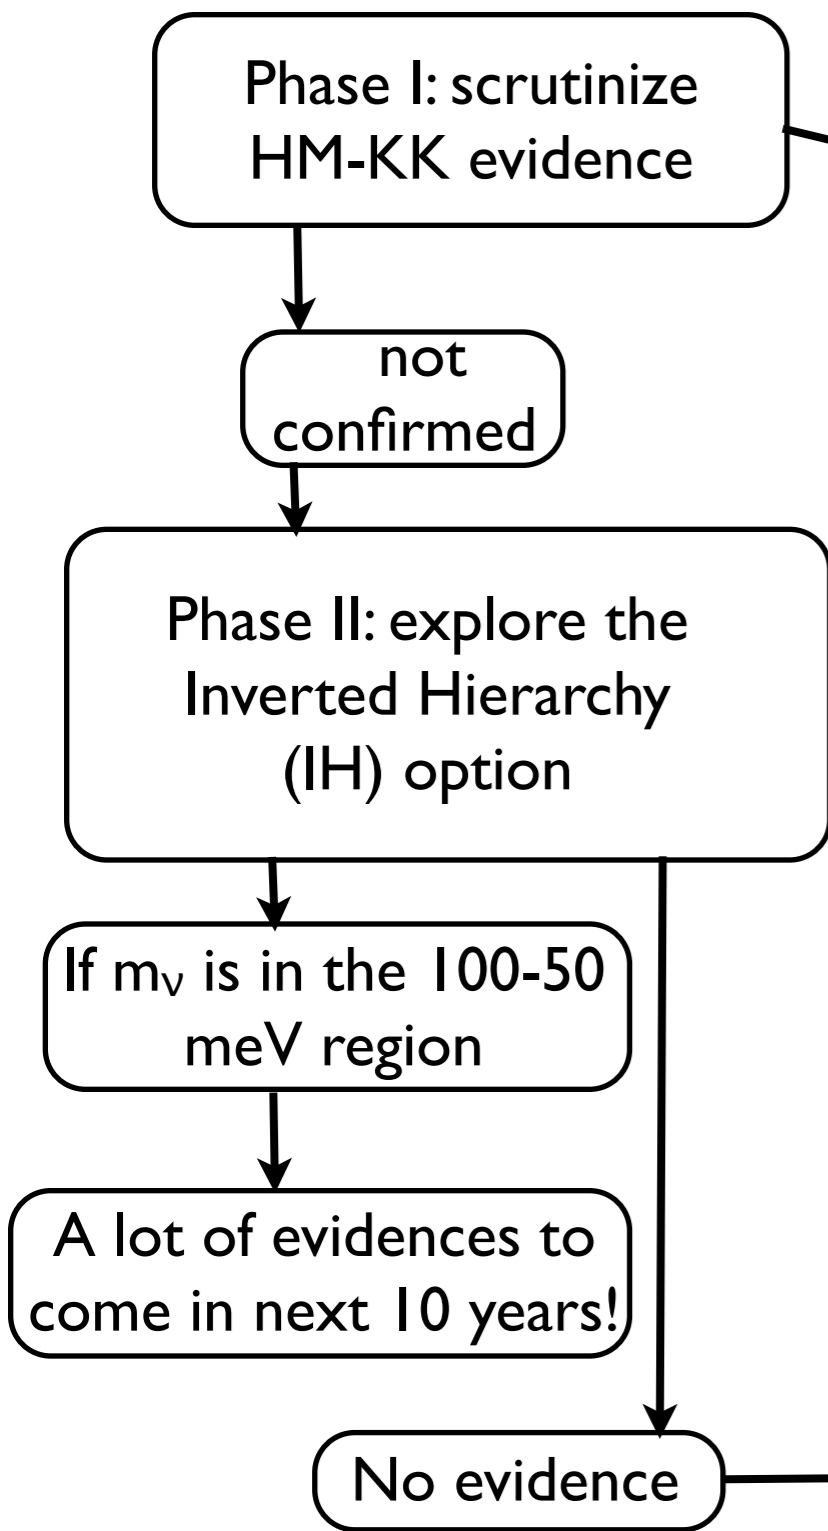 Phase I: scrutinize
HM-KK evidence
not
confirmed
Phase II: explore the
Inverted Hierarchy
(IH) option
If mν is in the 100-50
meV region
A lot of evidences to
come in next 10 years!
No evidence